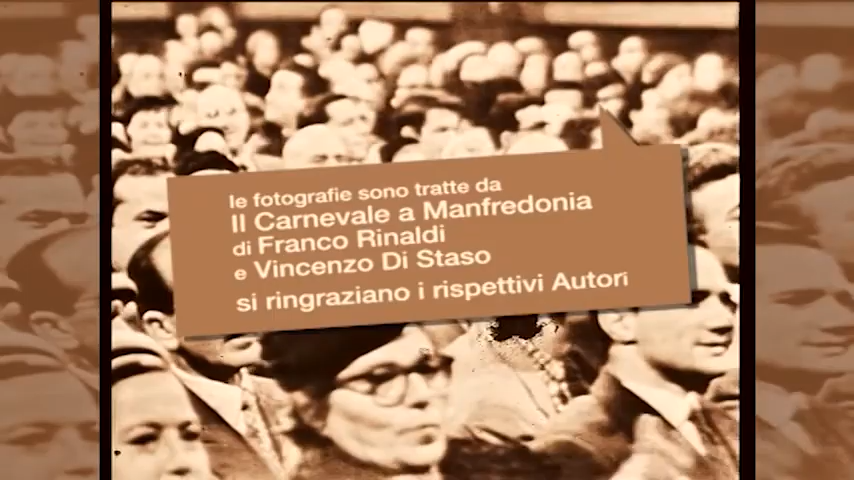 le fotografie sono tratte da
Il Carnevale a Manfredonia
di Franco Rinaldi
e Vincenzo Di Staso
si ringraziano i rispettivi Autori